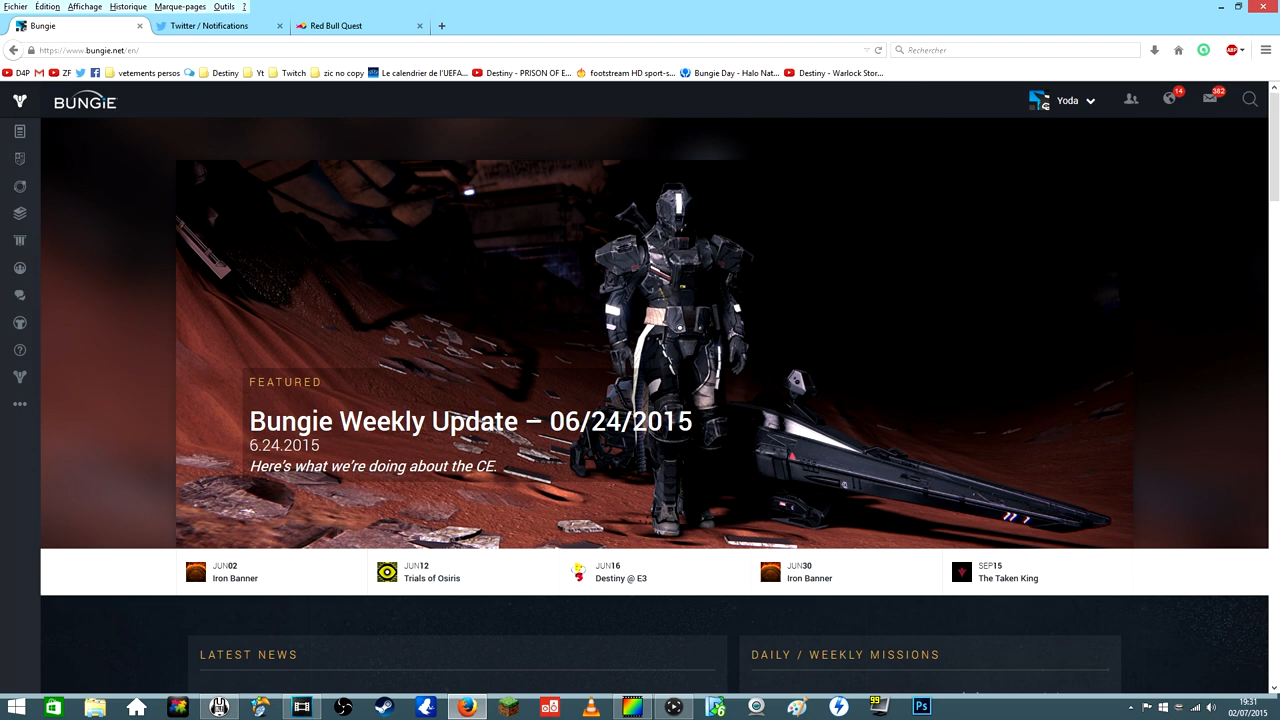 Fichier Édition Affichage Historique Marque-pages Outils ?
Bungie Twitter / Notifications Red Bull Quest
https://www.bungie.net/en/ Rechercher
D4P ZF vetements persos Destiny Yt Twitch zic no copy Le calendrier de l'UEFA... Destiny - PRISON OF E... footstream HD sport-s... Bungie Day - Halo Nat... Destiny - Warlock Stor...
BUNGiE Yoda 14 382
FEATURED
Bungie Weekly Update – 06/24/2015
6.24.2015
Here's what we're doing about the CE.
JUN02 JUN12 JUN16 JUN30 SEP15
Iron Banner Trials of Osiris Destiny @ E3 Iron Banner The Taken King
LATEST NEWS DAILY / WEEKLY MISSIONS
99 Ps
19:31
02/07/2015